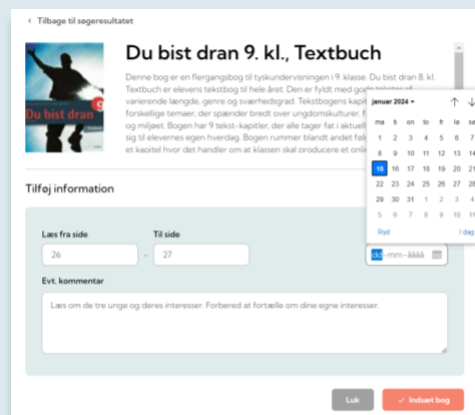 < Tilbage til søgeresultatet
Du bist dran 9. kl., Textbuch
Denne bog er en flergangsbog til tyskundervisningen i 9. klasse. Du bist dran 8. kl.
Textbuch er elevens tekstbog til hele året. Den er fyldt med gode tekster af
varierende længde, genre og sværhedsgrad. Tekstbogens kapi
forskellige temaer, der spænder bredt over ungdomskulturer, f
og miljøet. Bogen har 9 tekst-kapitler, der alle tager fat i aktuel
sig til elevernes egen hverdag. Bogen rummer blandt andet føl
et kapitel hvor det handler om at klassen skal producere et onli
Du bist dran 9
januar 2024
ma ti on to fr lø sø
1 2 3 4 5 6 7
8 9 10 11 12 13 14
15 16 17 18 19 20 21
22 23 24 25 26 27 28
29 30 31 1 2 3 4
5 6 7 8 9 10 11
Ryd I dag
Tilføj information
Læs fra side Til side
26 - 27 dd-mm-åååå
Evt. kommentar
Læs om de tre unge og deres interesser. Forbered at fortælle om dine egne interesser.
Luk ✓ Indsæt bog